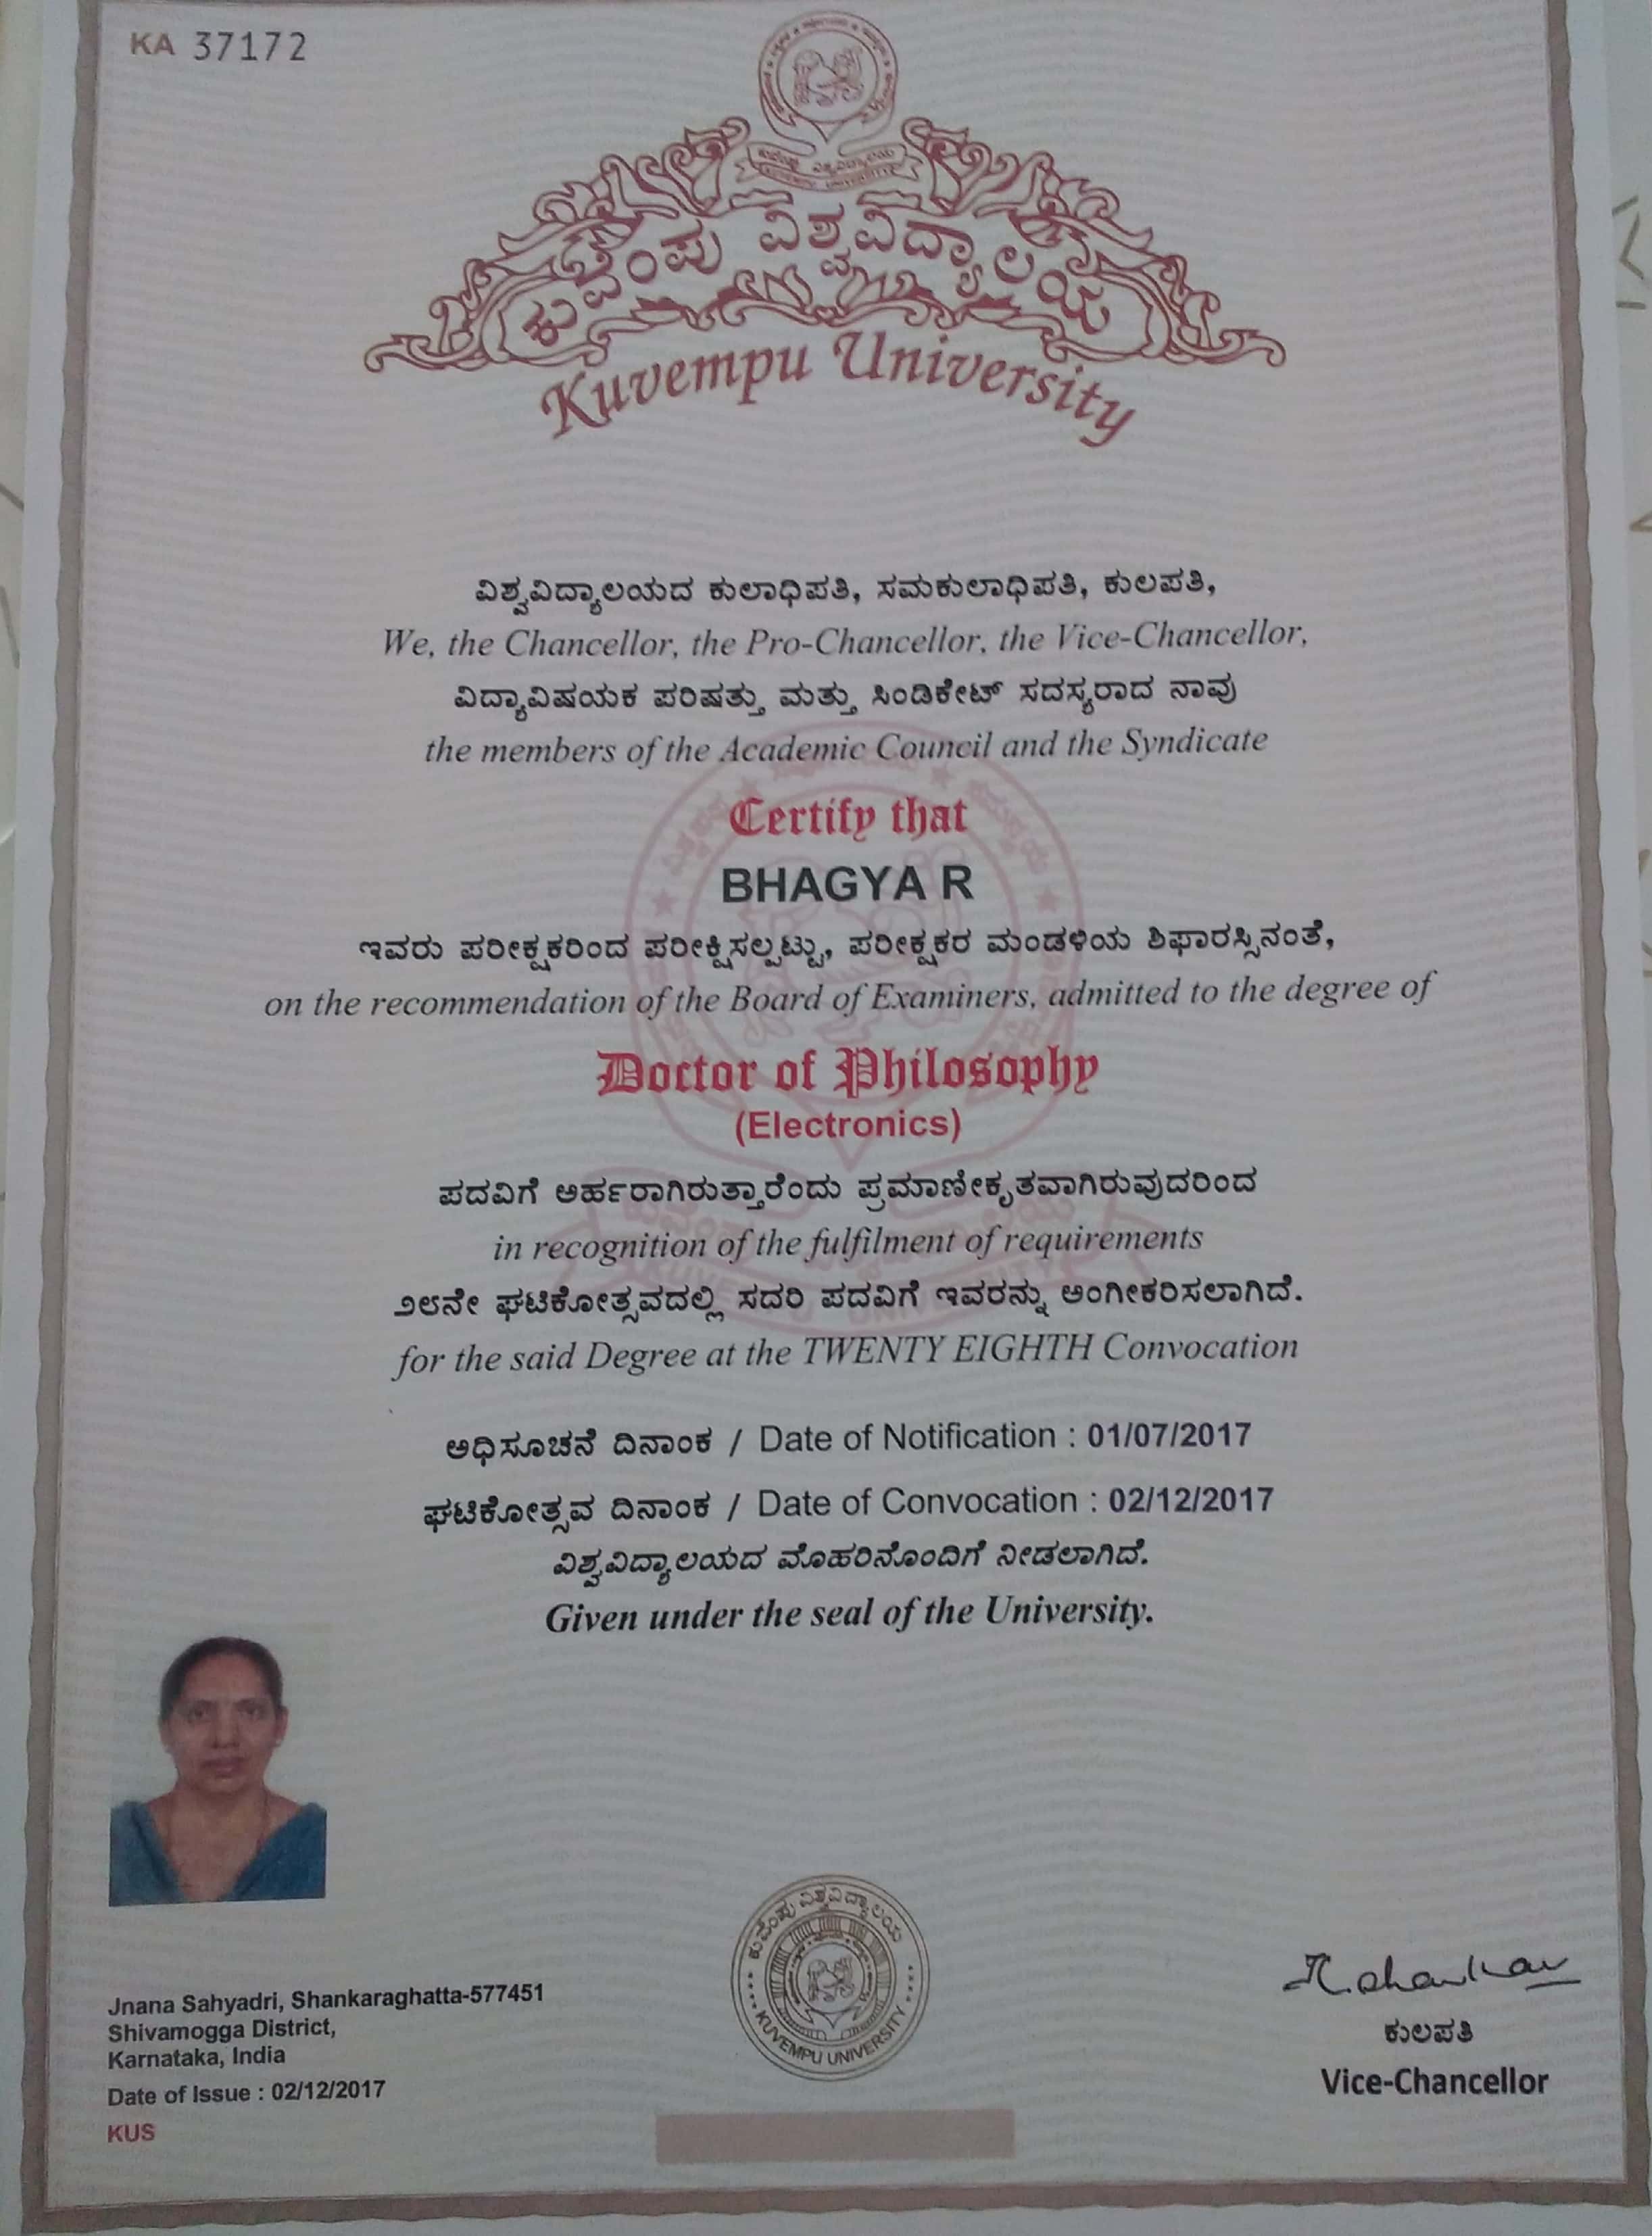 KA 37172
ಕುವೆಂಪು ವಿಶ್ವವಿದ್ಯಾಲಯ
KUVEMPU UNIVERSITY
ಕುವೆಂಪು ವಿಶ್ವವಿದ್ಯಾಲಯ
Kuvempu University
ವಿಶ್ವವಿದ್ಯಾಲಯದ ಕುಲಾಧಿಪತಿ, ಸಮಕುಲಾಧಿಪತಿ, ಕುಲಪತಿ,
We, the Chancellor, the Pro-Chancellor, the Vice-Chancellor,
ವಿದ್ಯಾವಿಷಯಕ ಪರಿಷತ್ತು ಮತ್ತು ಸಿಂಡಿಕೇಟ್ ಸದಸ್ಯರಾದ ನಾವು
the members of the Academic Council and the Syndicate
Certify that
BHAGYA R
ಇವರು ಪರೀಕ್ಷಕರಿಂದ ಪರೀಕ್ಷಿಸಲ್ಪಟ್ಟು, ಪರೀಕ್ಷಕರ ಮಂಡಳಿಯ ಶಿಫಾರಸ್ಸಿನಂತೆ,
on the recommendation of the Board of Examiners, admitted to the degree of
Doctor of Philosophy
(Electronics)
ಪದವಿಗೆ ಅರ್ಹರಾಗಿರುತ್ತಾರೆಂದು ಪ್ರಮಾಣೀಕೃತವಾಗಿರುವುದರಿಂದ
in recognition of the fulfilment of requirements
೨೮ನೇ ಘಟಿಕೋತ್ಸವದಲ್ಲಿ ಸದರಿ ಪದವಿಗೆ ಇವರನ್ನು ಅಂಗೀಕರಿಸಲಾಗಿದೆ.
for the said Degree at the TWENTY EIGHTH Convocation
ಅಧಿಸೂಚನೆ ದಿನಾಂಕ / Date of Notification : 01/07/2017
ಘಟಿಕೋತ್ಸವ ದಿನಾಂಕ / Date of Convocation : 02/12/2017
ವಿಶ್ವವಿದ್ಯಾಲಯದ ಮೊಹರಿನೊಂದಿಗೆ ನೀಡಲಾಗಿದೆ.
Given under the seal of the University.
ಕುವೆಂಪು ವಿಶ್ವವಿದ್ಯಾಲಯ
KUVEMPU UNIVERSITY
Jnana Sahyadri, Shankaraghatta-577451
Shivamogga District,
Karnataka, India
Date of Issue : 02/12/2017
KUS
ಕುಲಪತಿ
Vice-Chancellor